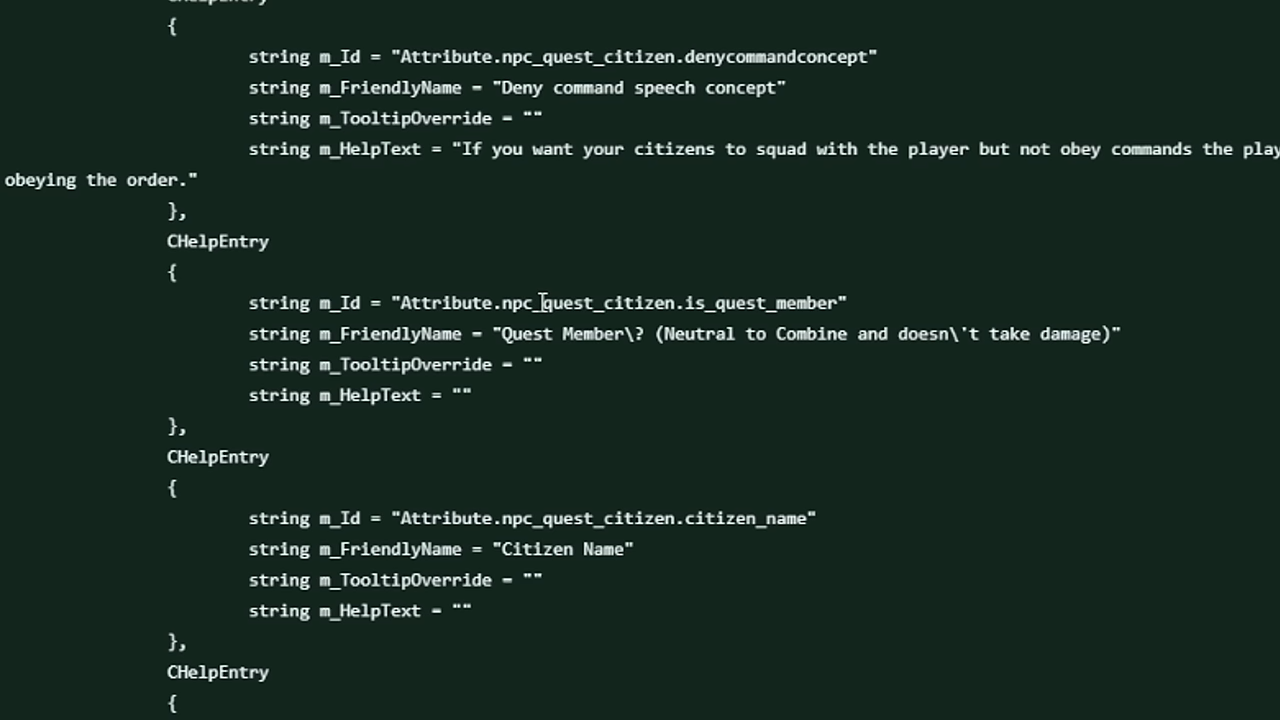 CHelpEntry
{
string m_Id = "Attribute.npc_quest_citizen.denycommandconcept"
string m_FriendlyName = "Deny command speech concept"
string m_TooltipOverride = ""
string m_HelpText = "If you want your citizens to squad with the player but not obey commands the play
obeying the order."
},
CHelpEntry
{
string m_Id = "Attribute.npc_quest_citizen.is_quest_member"
string m_FriendlyName = "Quest Member\? (Neutral to Combine and doesn\'t take damage)"
string m_TooltipOverride = ""
string m_HelpText = ""
},
CHelpEntry
{
string m_Id = "Attribute.npc_quest_citizen.citizen_name"
string m_FriendlyName = "Citizen Name"
string m_TooltipOverride = ""
string m_HelpText = ""
},
CHelpEntry
{